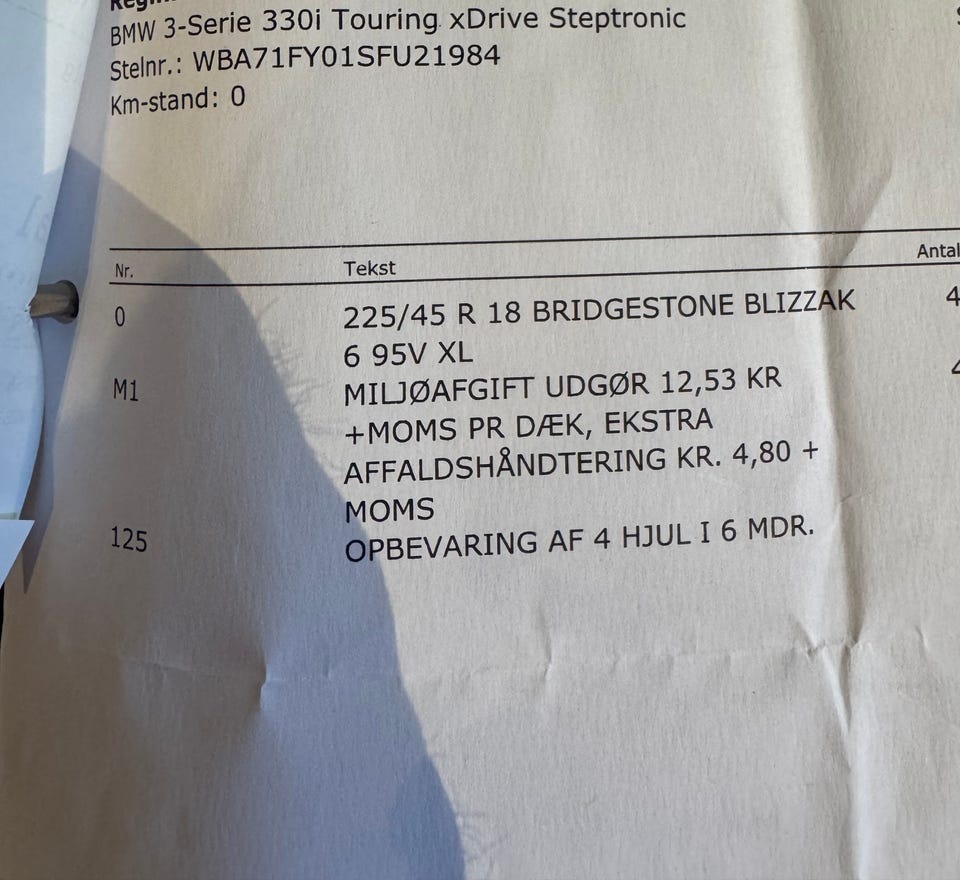 BMW 3-Serie 330i Touring xDrive Steptronic
Stelnr.: WBA71FY01SFU21984
Km-stand: 0
Nr. Tekst Antal
0 225/45 R 18 BRIDGESTONE BLIZZAK 4
6 95V XL
M1 MILJØAFGIFT UDGØR 12,53 KR
+MOMS PR DÆK, EKSTRA
AFFALDSHÅNDTERING KR. 4,80 +
MOMS
125 OPBEVARING AF 4 HJUL I 6 MDR.